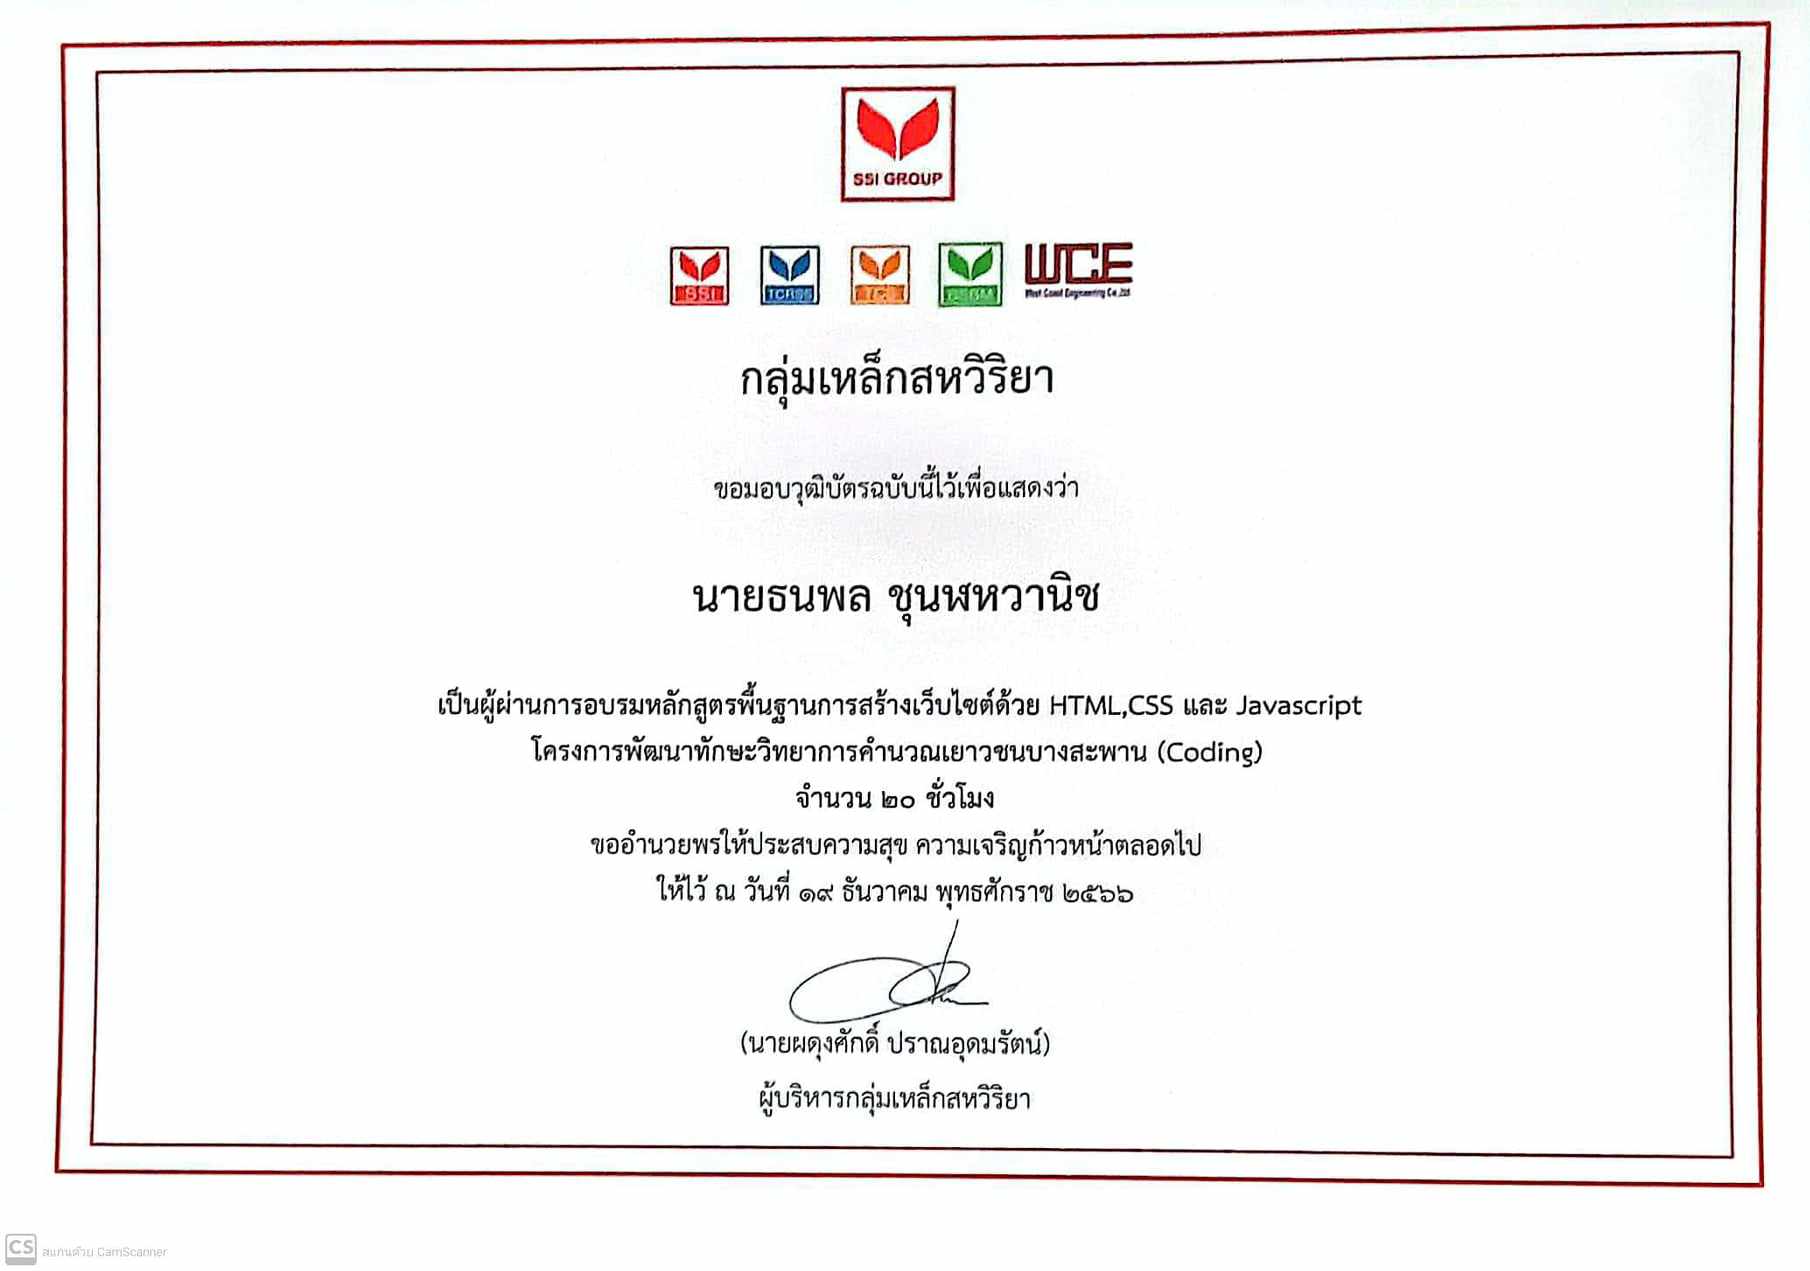 SSI GROUP
SSI TCRSS WCE
West Coast Engineering Co.,Ltd.
กลุ่มเหล็กสหวิริยา
ขอมอบวุฒิบัตรฉบับนี้ไว้เพื่อแสดงว่า
นายธนพล ชุนฬหวานิช
เป็นผู้ผ่านการอบรมหลักสูตรพื้นฐานการสร้างเว็บไซต์ด้วย HTML,CSS และ Javascript
โครงการพัฒนาทักษะวิทยาการคำนวณเยาวชนบางสะพาน (Coding)
จำนวน ๒๐ ชั่วโมง
ขออำนวยพรให้ประสบความสุข ความเจริญก้าวหน้าตลอดไป
ให้ไว้ ณ วันที่ ๑๙ ธันวาคม พุทธศักราช ๒๕๖๖
(นายผดุงศักดิ์ ปราณอุดมรัตน์)
ผู้บริหารกลุ่มเหล็กสหวิริยา
CS สแกนด้วย CamScanner